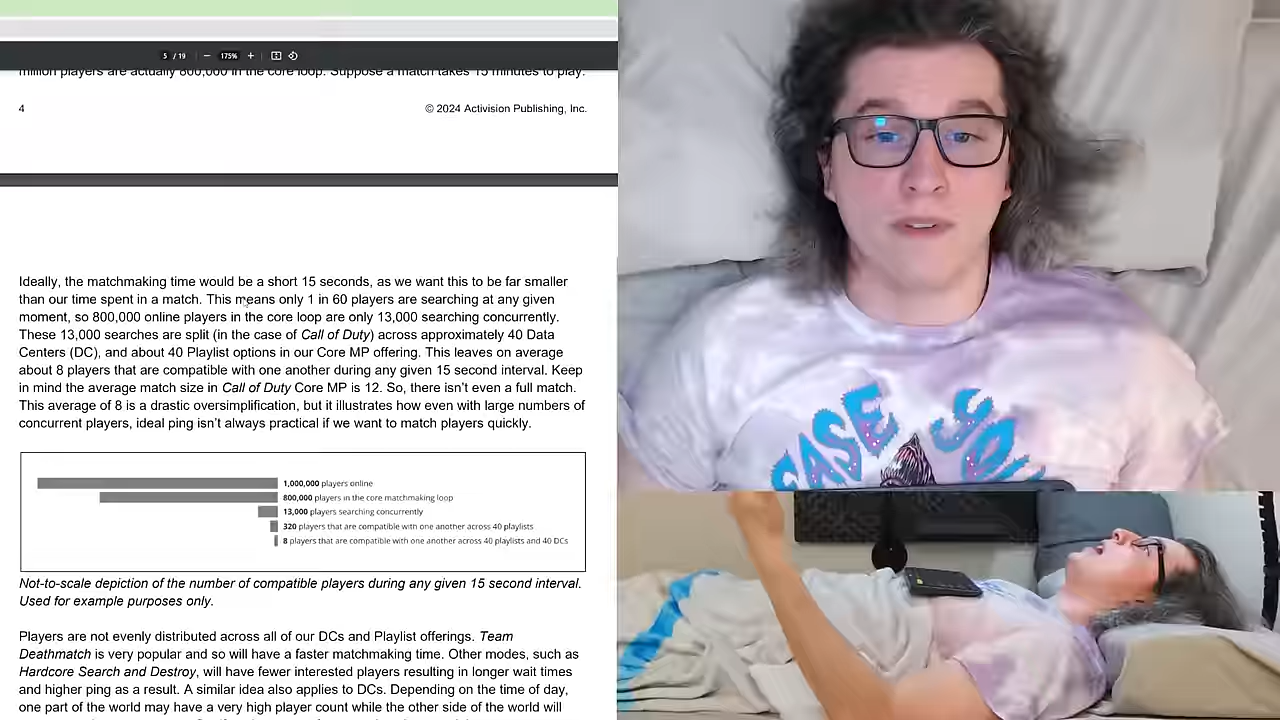 5 / 19 − 175% +
million players are actually 800,000 in the core loop. Suppose a match takes 15 minutes to play.
4 © 2024 Activision Publishing, Inc.
Ideally, the matchmaking time would be a short 15 seconds, as we want this to be far smaller
than our time spent in a match. This means only 1 in 60 players are searching at any given
moment, so 800,000 online players in the core loop are only 13,000 searching concurrently.
These 13,000 searches are split (in the case of Call of Duty) across approximately 40 Data
Centers (DC), and about 40 Playlist options in our Core MP offering. This leaves on average
about 8 players that are compatible with one another during any given 15 second interval. Keep
in mind the average match size in Call of Duty Core MP is 12. So, there isn’t even a full match.
This average of 8 is a drastic oversimplification, but it illustrates how even with large numbers of
concurrent players, ideal ping isn’t always practical if we want to match players quickly.
1,000,000 players online
800,000 players in the core matchmaking loop
13,000 players searching concurrently
320 players that are compatible with one another across 40 playlists
8 players that are compatible with one another across 40 playlists and 40 DCs
Not-to-scale depiction of the number of compatible players during any given 15 second interval.
Used for example purposes only.
Players are not evenly distributed across all of our DCs and Playlist offerings. Team
Deathmatch is very popular and so will have a faster matchmaking time. Other modes, such as
Hardcore Search and Destroy, will have fewer interested players resulting in longer wait times
and higher ping as a result. A similar idea also applies to DCs. Depending on the time of day,
one part of the world may have a very high player count while the other side of the world will